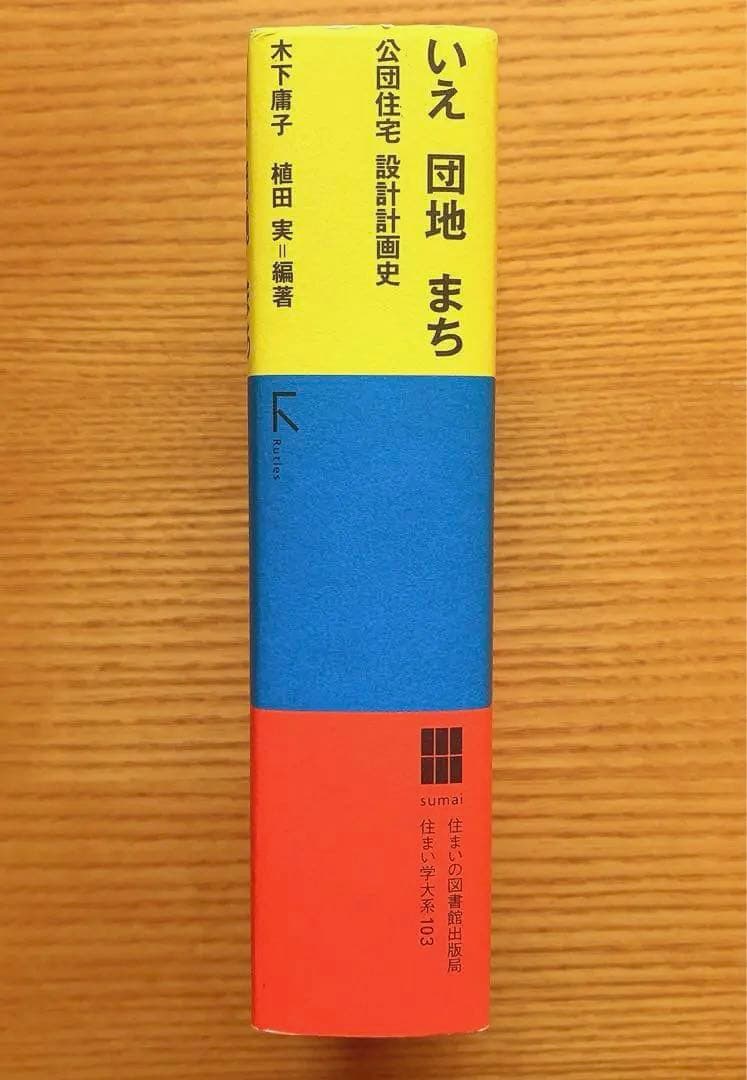 いえ 団地 まち
公団住宅 設計計画史
木下庸子 植田 実＝編著
Rutles
sumai
住まいの図書館出版局
住まい学大系103